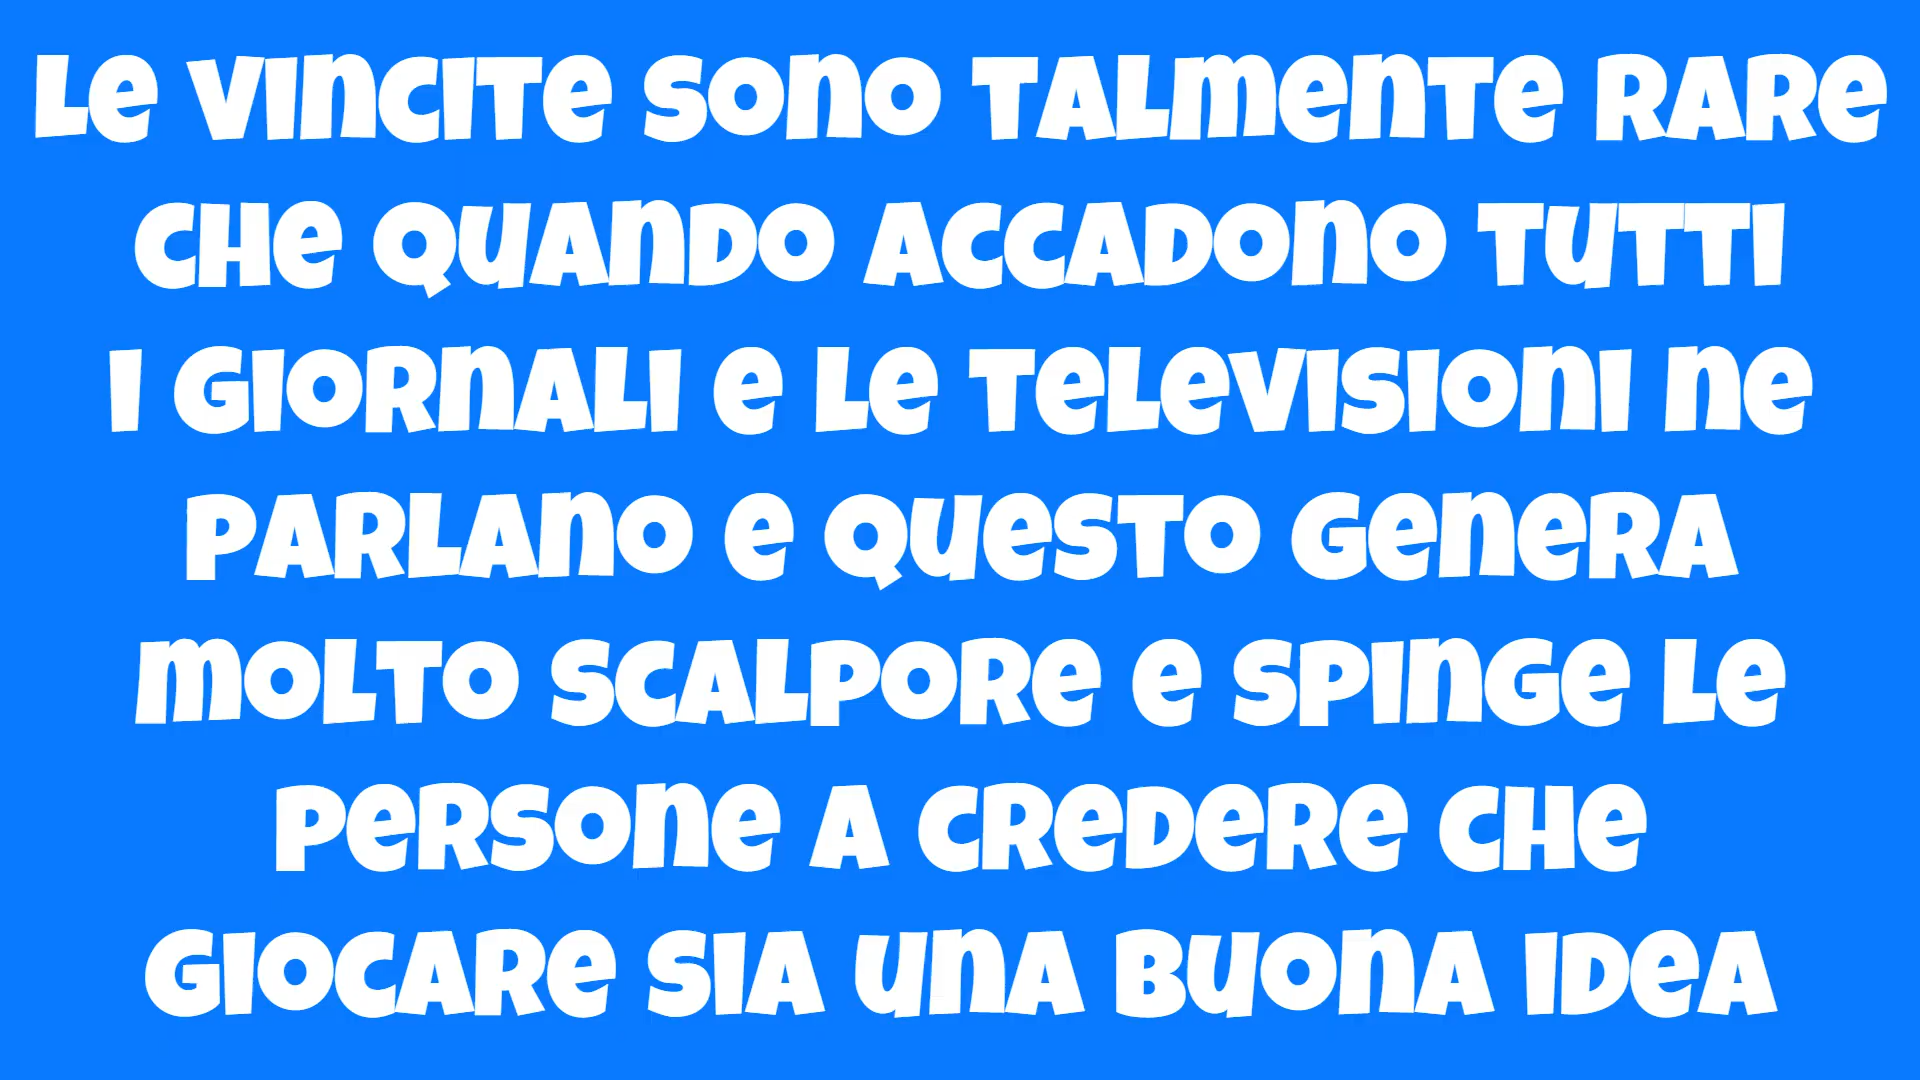 Le vincite sono talmente rare
che quando accadono tutti
i giornali e le televisioni ne
parlano e questo genera
molto scalpore e spinge le
persone a credere che
giocare sia una buona idea